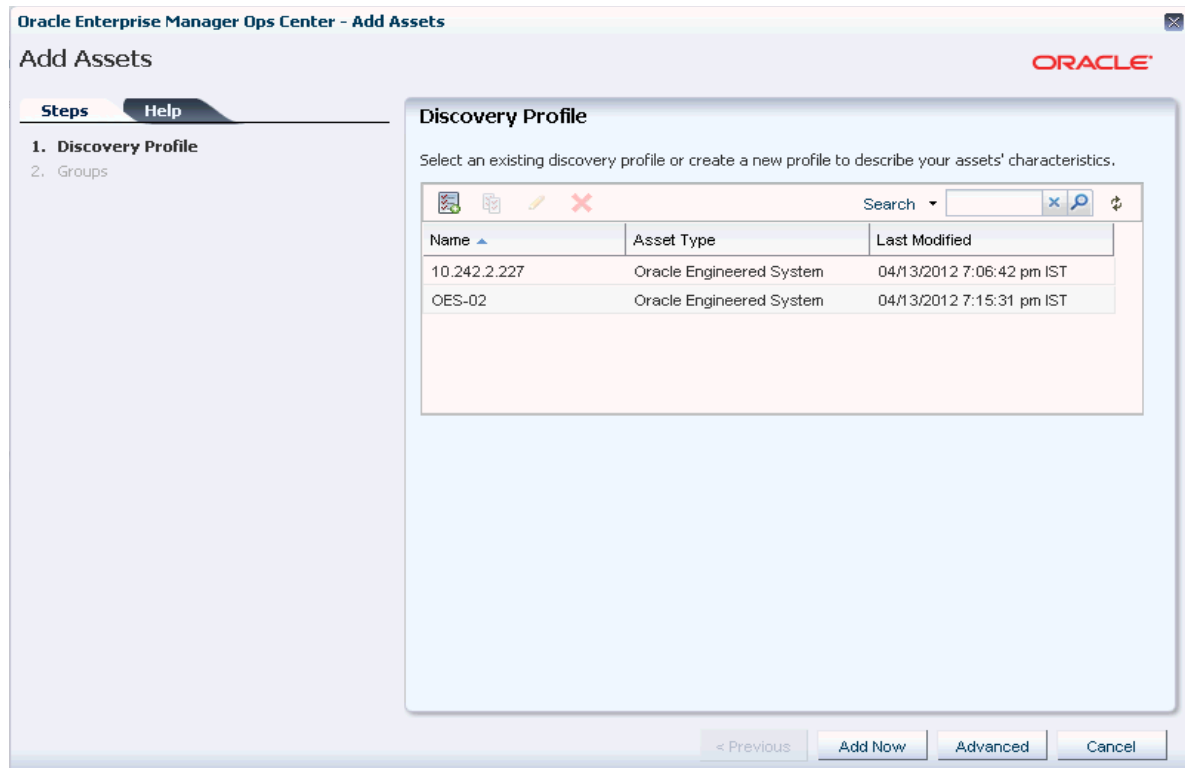 Oracle Enterprise Manager Ops Center - Add Assets
Add Assets
ORACLE
Steps
Help
1. Discovery Profile
2. Groups
Discovery Profile
Select an existing discovery profile or create a new profile to describe your assets' characteristics.
Search
Name Asset Type Last Modified
10.242.2.227 Oracle Engineered System 04/13/2012 7:06:42 pm IST
OES-02 Oracle Engineered System 04/13/2012 7:15:31 pm IST
< Previous Add Now Advanced Cancel